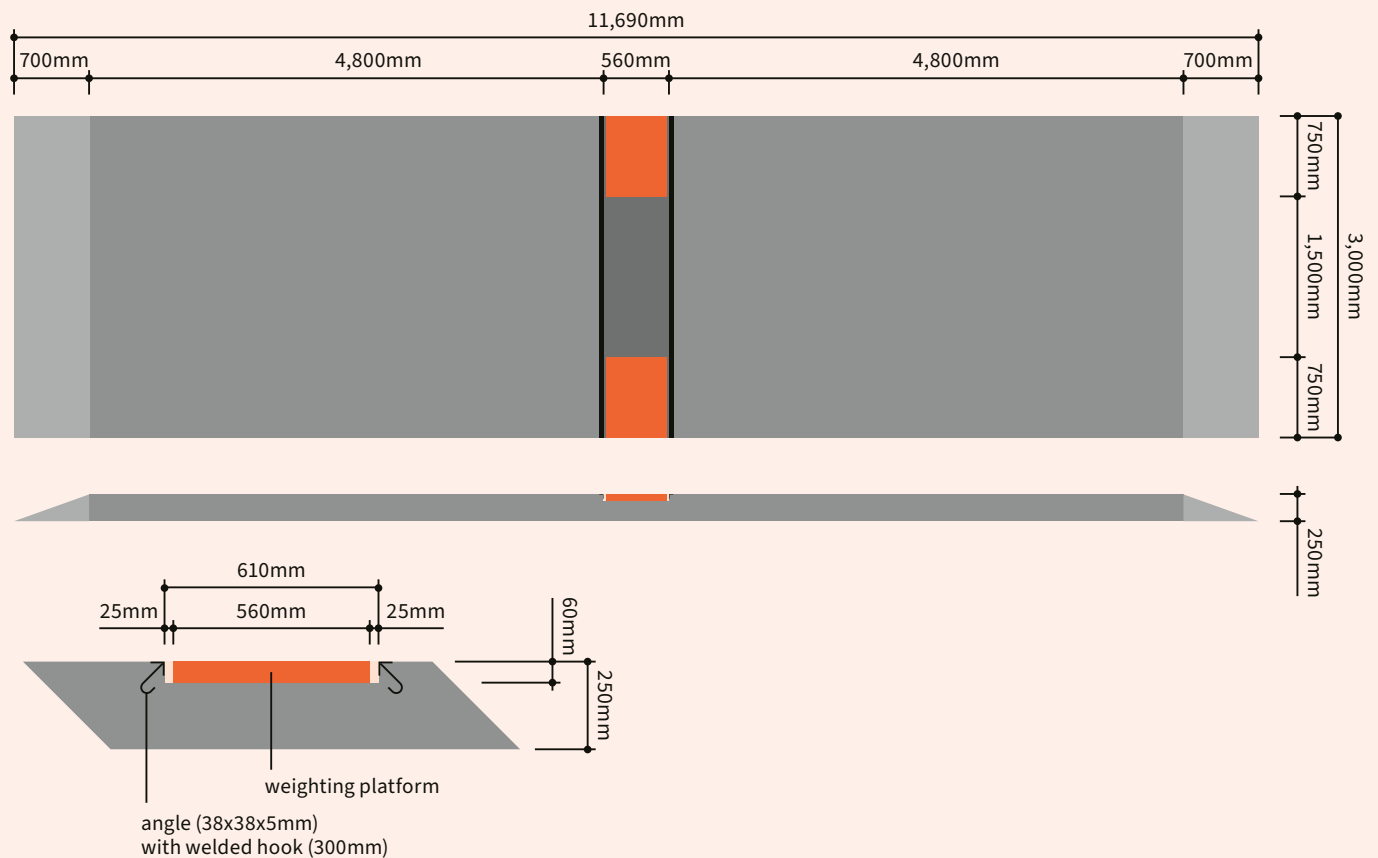 11,690mm
700mm
4,800mm
560mm
4,800mm
700mm
750mm
1,500mm
750mm
3,000mm
250mm
610mm
25mm
560mm
25mm
60mm
250mm
weighting platform
angle (38x38x5mm)
with welded hook (300mm)